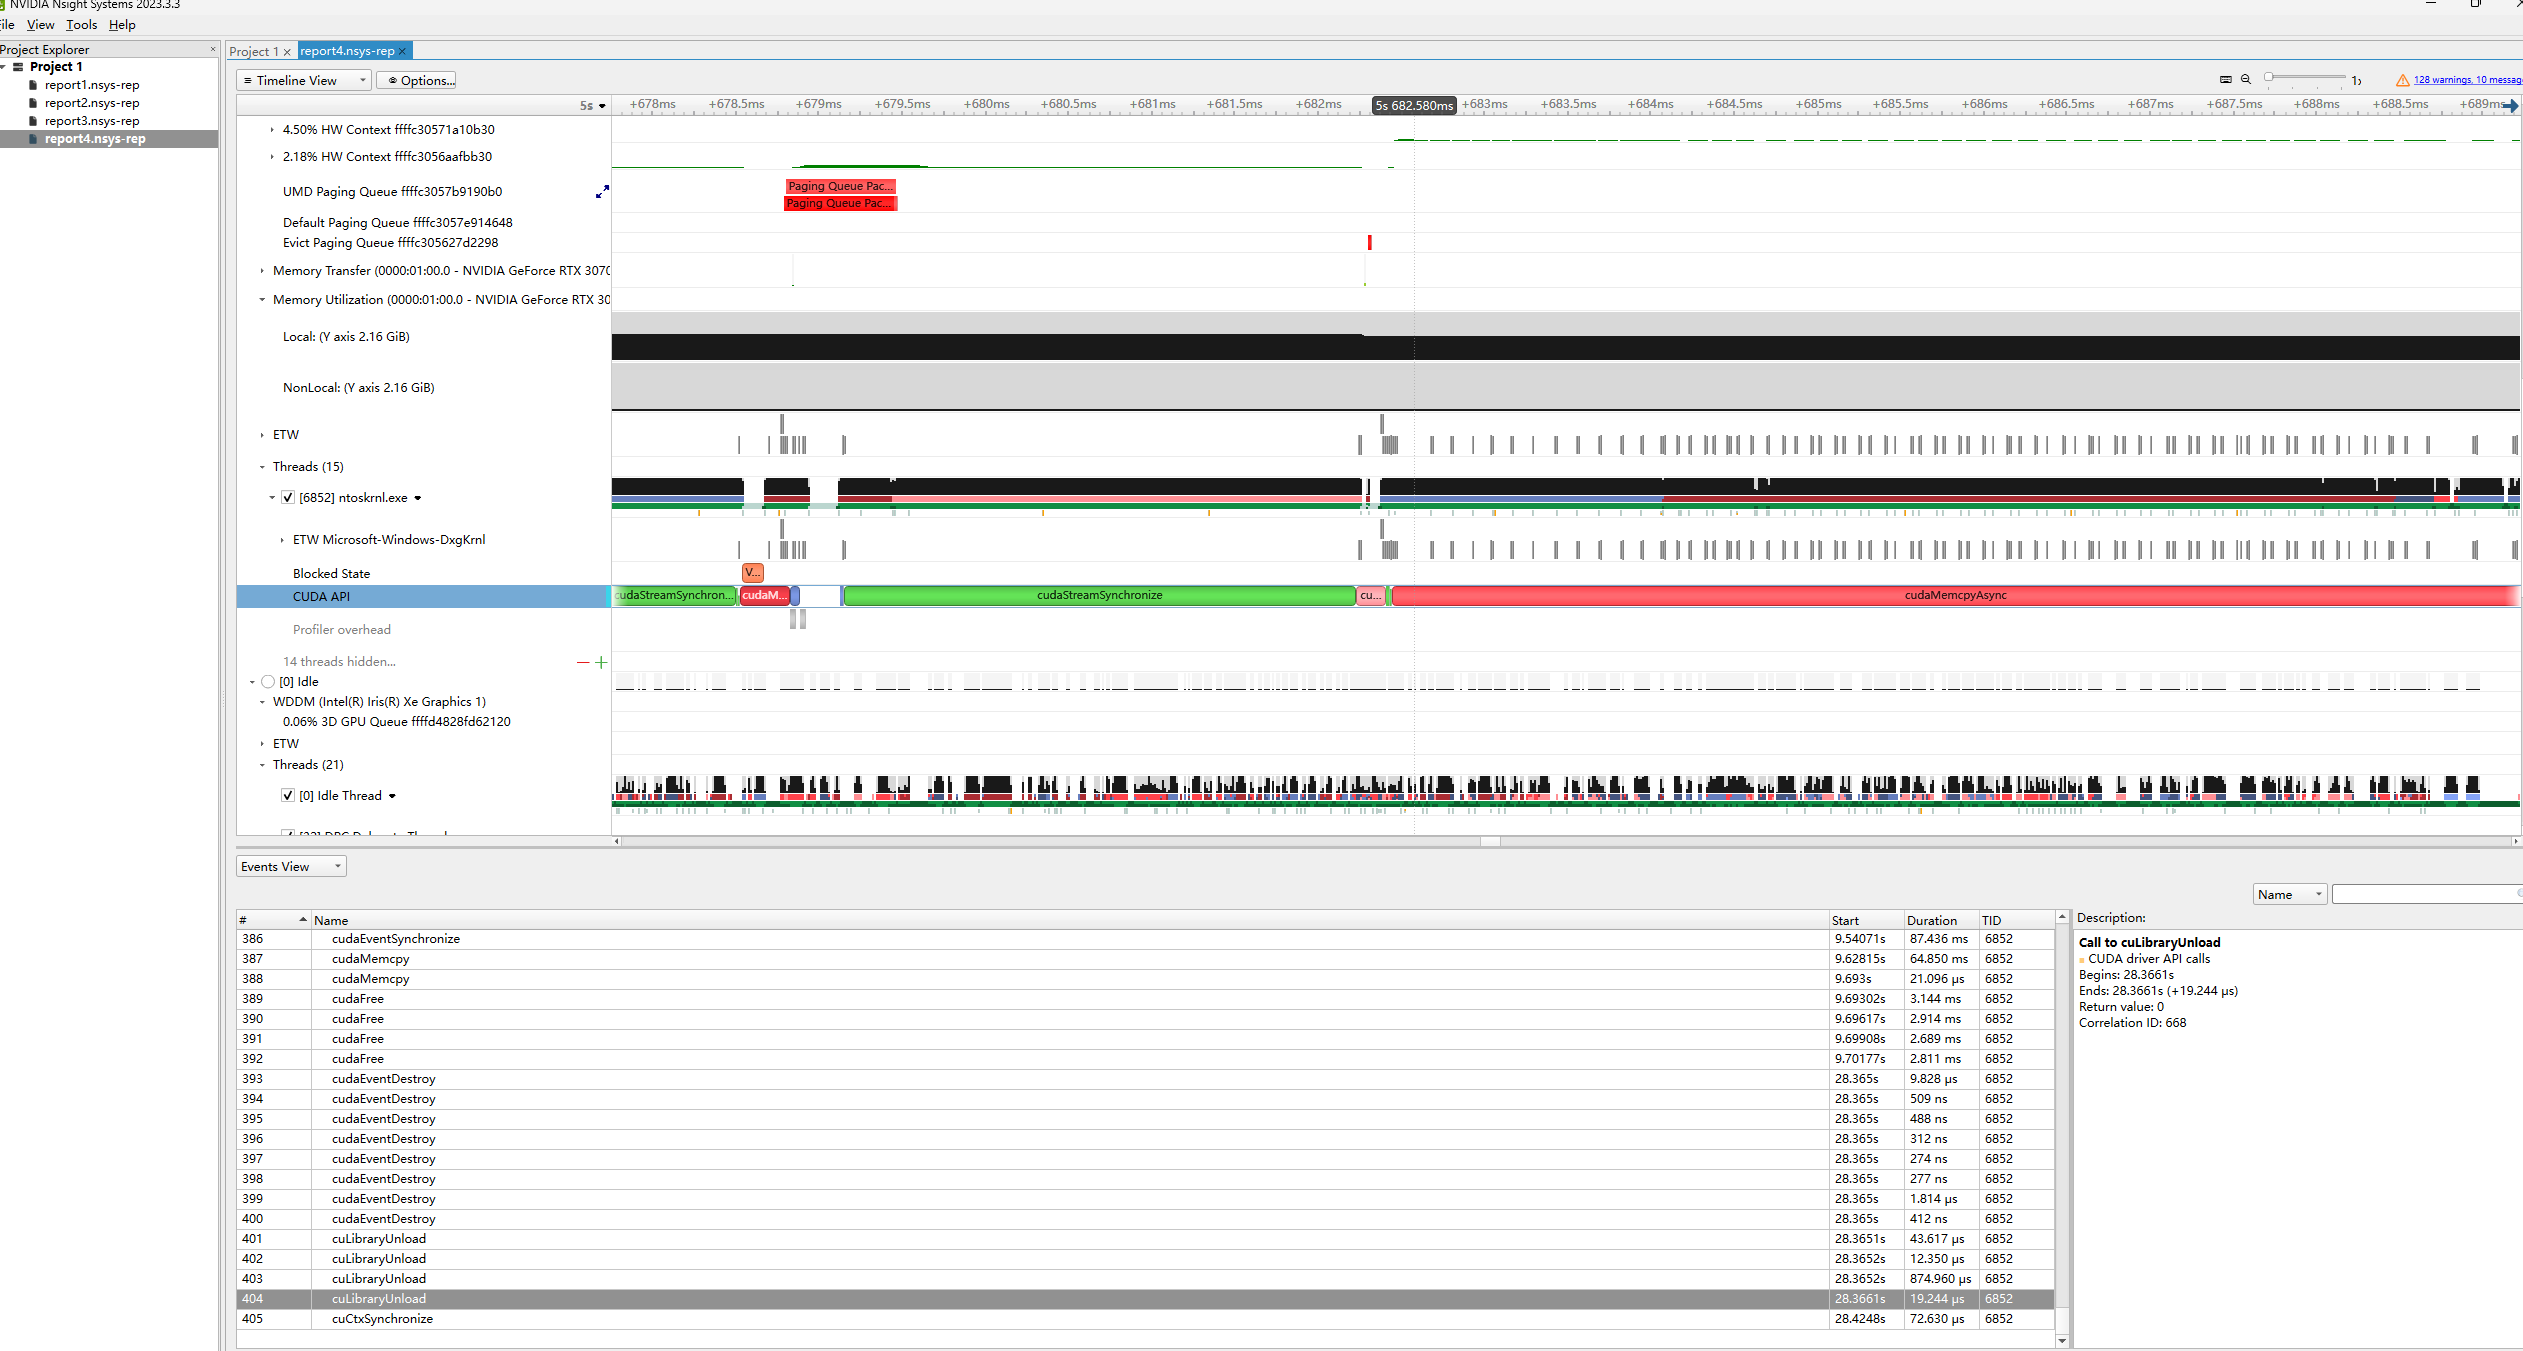 NVIDIA Nsight Systems 2023.3.3
File View Tools Help
Project Explorer
Project 1
report1.nsys-rep
report2.nsys-rep
report3.nsys-rep
report4.nsys-rep
Project 1 report4.nsys-rep
Timeline View Options...
1x 128 warnings, 10 messag
5s +678ms +678.5ms +679ms +679.5ms +680ms +680.5ms +681ms +681.5ms +682ms 5s 682.580ms +683ms +683.5ms +684ms +684.5ms +685ms +685.5ms +686ms +686.5ms +687ms +687.5ms +688ms +688.5ms +689ms
4.50% HW Context ffffc30571a10b30
2.18% HW Context ffffc3056aafbb30
UMD Paging Queue ffffc3057b9190b0
Paging Queue Pac...
Paging Queue Pac...
Default Paging Queue ffffc3057e914648
Evict Paging Queue ffffc305627d2298
Memory Transfer (0000:01:00.0 - NVIDIA GeForce RTX 3070
Memory Utilization (0000:01:00.0 - NVIDIA GeForce RTX 30
Local: (Y axis 2.16 GiB)
NonLocal: (Y axis 2.16 GiB)
ETW
Threads (15)
[6852] ntoskrnl.exe
ETW Microsoft-Windows-DxgKrnl
Blocked State V...
CUDA API cudaStreamSynchron... cudaM... cudaStreamSynchronize cu... cudaMemcpyAsync
Profiler overhead
14 threads hidden...
[0] Idle
WDDM (Intel(R) Iris(R) Xe Graphics 1)
0.06% 3D GPU Queue ffffd4828fd62120
ETW
Threads (21)
[0] Idle Thread
Events View
Name
# Name Start Duration TID
386 cudaEventSynchronize 9.54071s 87.436 ms 6852
387 cudaMemcpy 9.62815s 64.850 ms 6852
388 cudaMemcpy 9.693s 21.096 μs 6852
389 cudaFree 9.69302s 3.144 ms 6852
390 cudaFree 9.69617s 2.914 ms 6852
391 cudaFree 9.69908s 2.689 ms 6852
392 cudaFree 9.70177s 2.811 ms 6852
393 cudaEventDestroy 28.365s 9.828 μs 6852
394 cudaEventDestroy 28.365s 509 ns 6852
395 cudaEventDestroy 28.365s 488 ns 6852
396 cudaEventDestroy 28.365s 312 ns 6852
397 cudaEventDestroy 28.365s 274 ns 6852
398 cudaEventDestroy 28.365s 277 ns 6852
399 cudaEventDestroy 28.365s 1.814 μs 6852
400 cudaEventDestroy 28.365s 412 ns 6852
401 cuLibraryUnload 28.3651s 43.617 μs 6852
402 cuLibraryUnload 28.3652s 12.350 μs 6852
403 cuLibraryUnload 28.3652s 874.960 μs 6852
404 cuLibraryUnload 28.3661s 19.244 μs 6852
405 cuCtxSynchronize 28.4248s 72.630 μs 6852
Description:
Call to cuLibraryUnload
CUDA driver API calls
Begins: 28.3661s
Ends: 28.3661s (+19.244 μs)
Return value: 0
Correlation ID: 668